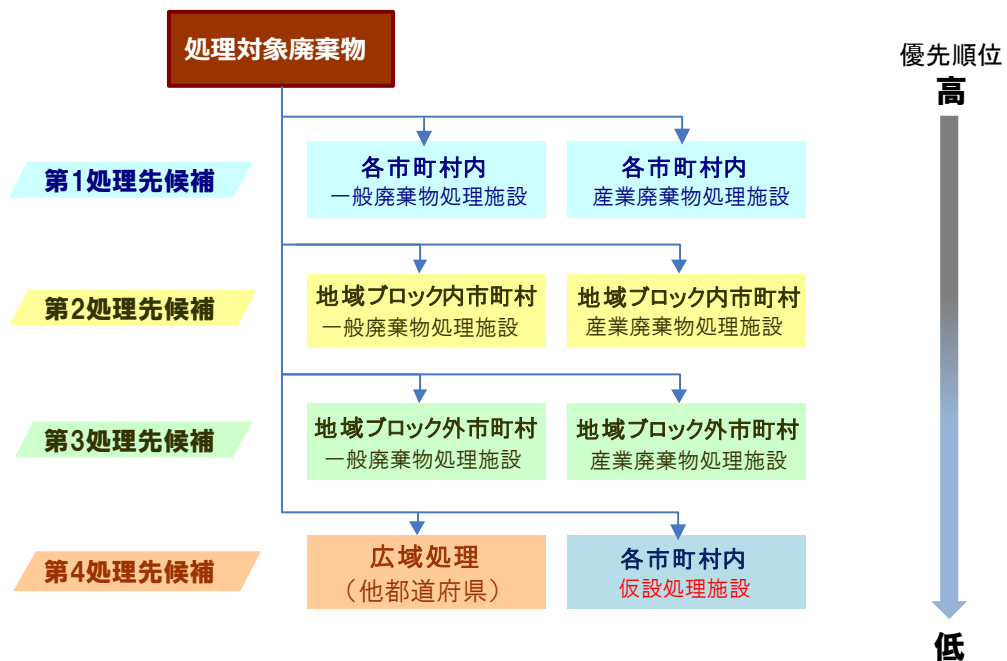 処理対象廃棄物
優先順位
高
第1処理先候補
各市町村内
一般廃棄物処理施設
各市町村内
産業廃棄物処理施設
第2処理先候補
地域ブロック内市町村
一般廃棄物処理施設
地域ブロック内市町村
産業廃棄物処理施設
第3処理先候補
地域ブロック外市町村
一般廃棄物処理施設
地域ブロック外市町村
産業廃棄物処理施設
第4処理先候補
広域処理
（他都道府県）
各市町村内
仮設処理施設
低